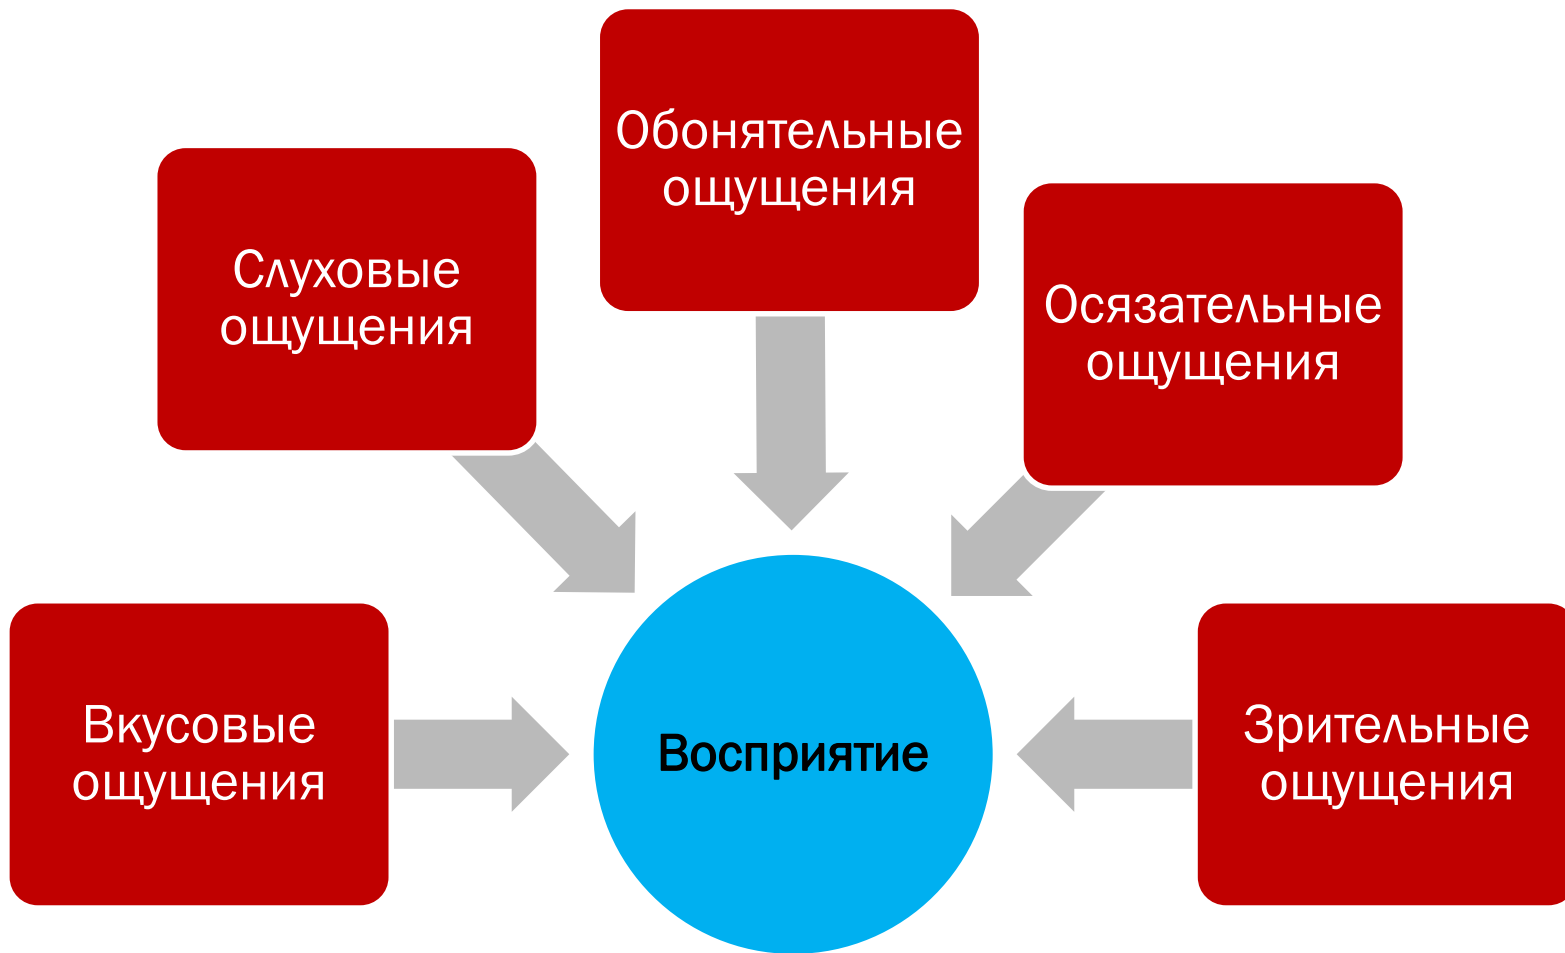 Обонятельные
ощущения
Слуховые
ощущения
Осязательные
ощущения
Вкусовые
ощущения
Восприятие
Зрительные
ощущения